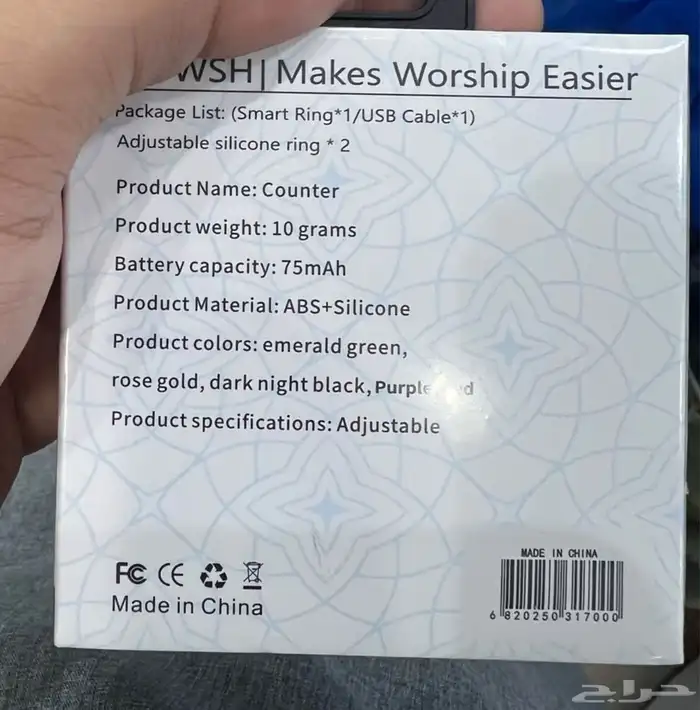 WSH| Makes Worship Easier
Package List: (Smart Ring*1/USB Cable*1)
Adjustable silicone ring * 2
Product Name: Counter
Product weight: 10 grams
Battery capacity: 75mAh
Product Material: ABS+Silicone
Product colors: emerald green,
rose gold, dark night black,
Product specifications: Adjustable
FC CE
Made in China
MADE IN CHINA
6 820250 317000
حراج